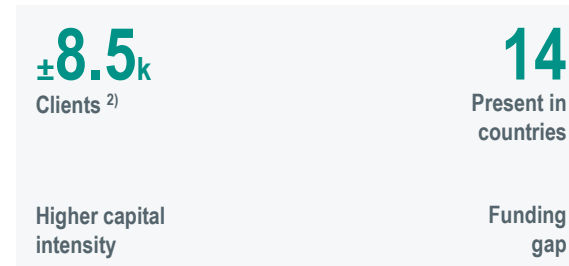 ±8.5k
Clients 2)
14
Present in
countries
Higher capital
intensity
Funding
gap